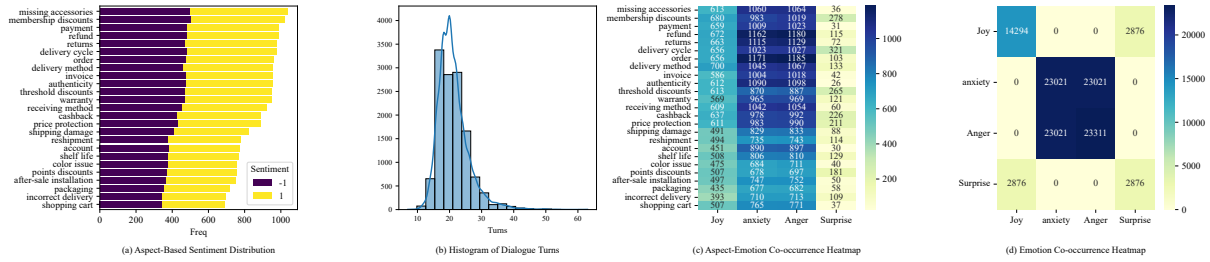 missing accessories
membership discounts
payment
refund
returns
delivery cycle
order
delivery method
invoice
authenticity
threshold discounts
warranty
receiving method
cashback
price protection
shipping damage
reshipment
account
shelf life
color issue
points discounts
after-sale installation
packaging
incorrect delivery
shopping cart
Sentiment
-1
1
0 200 400 600 800 1000
Freq
(a) Aspect-Based Sentiment Distribution
4000
3500
3000
2500
2000
1500
1000
500
0
10 20 30 40 50 60
Turns
(b) Histogram of Dialogue Turns
missing accessories 613 1060 1064 36
membership discounts 680 983 1019 278
payment 659 1009 1023 31
refund 672 1162 1180 115
returns 663 1115 1129 72
delivery cycle 656 1023 1027 321
order 656 1171 1185 103
delivery method 700 1045 1067 133
invoice 586 1004 1018 42
authenticity 612 1090 1098 26
threshold discounts 613 870 887 265
warranty 569 965 969 121
receiving method 609 1042 1054 60
cashback 637 978 992 226
price protection 611 983 990 211
shipping damage 491 829 833 88
reshipment 494 735 743 114
account 451 890 897 30
shelf life 508 806 810 129
color issue 475 684 711 40
points discounts 507 678 697 181
after-sale installation 497 747 752 50
packaging 435 677 682 58
incorrect delivery 393 710 713 109
shopping cart 507 765 771 37
Joy anxiety Anger Surprise
1000
800
600
400
200
(c) Aspect-Emotion Co-occurrence Heatmap
Joy 14294 0 0 2876
anxiety 0 23021 23021 0
Anger 0 23021 23311 0
Surprise 2876 0 0 2876
Joy anxiety Anger Surprise
20000
15000
10000
5000
0
(d) Emotion Co-occurrence Heatmap